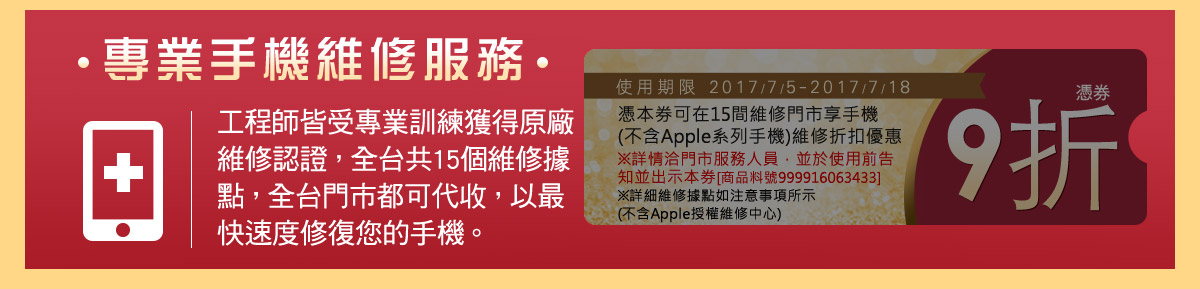 ·專業手機維修服務·
工程師皆受專業訓練獲得原廠
維修認證,全台共15個維修據
點,全台門市都可代收,以最
快速度修復您的手機。
使用期限 2017/7/5-2017/7/18
憑本券可在15間維修門市享手機
(不含Apple系列手機)維修折扣優惠
※詳情洽門市服務人員,並於使用前告
知並出示本券[商品料號999916063433]
※詳細維修據點如注意事項所示
(不含Apple授權維修中心)
憑券
9折